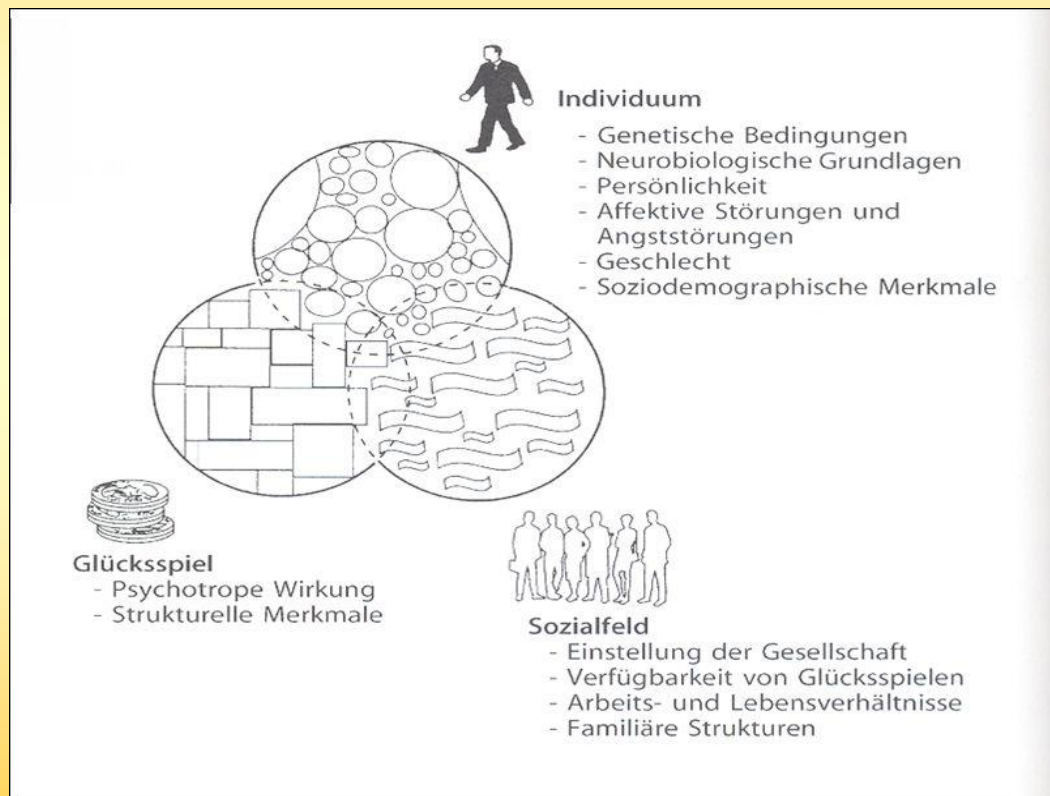 Individuum
- Genetische Bedingungen
- Neurobiologische Grundlagen
- Persönlichkeit
- Affektive Störungen und
Angststörungen
- Geschlecht
- Soziodemographische Merkmale
Glücksspiel
- Psychotrope Wirkung
- Strukturelle Merkmale
Sozialfeld
- Einstellung der Gesellschaft
- Verfügbarkeit von Glücksspielen
- Arbeits- und Lebensverhältnisse
- Familiäre Strukturen